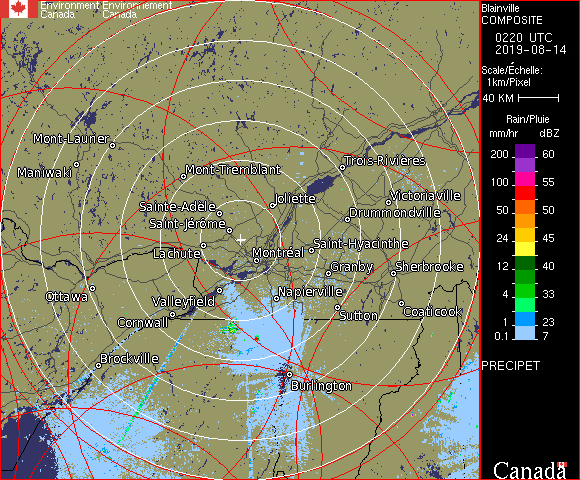 Environment Environnement
Canada Canada
Blainville
COMPOSITE
0220 UTC
2019-08-14
Scale/Échelle:
1km/Pixel
40 KM
Rain/Pluie
mm/hr dBZ
200 60
100 55
50 50
24 45
12 40
4 33
1 23
0.1 7
PRECIPET
Canada
Mont-Laurier
Maniwaki
Mont-Tremblant
Trois-Rivières
Joliette
Victoriaville
Sainte-Adèle
Drummondville
Saint-Jérôme
Saint-Hyacinthe
Lachute
Montréal
Granby
Sherbrooke
Ottawa
Valleyfield
Napierville
Cornwall
Sutton
Coaticook
Brockville
Burlington